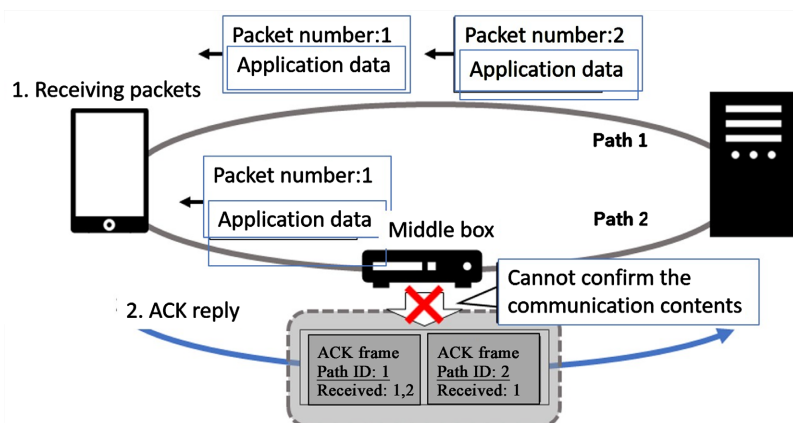 Packet number:1
Application data
Packet number:2
Application data
1. Receiving packets
Path 1
Packet number:1
Application data
Path 2
Middle box
Cannot confirm the
communication contents
2. ACK reply
ACK frame
Path ID: 1
Received: 1,2
ACK frame
Path ID: 2
Received: 1